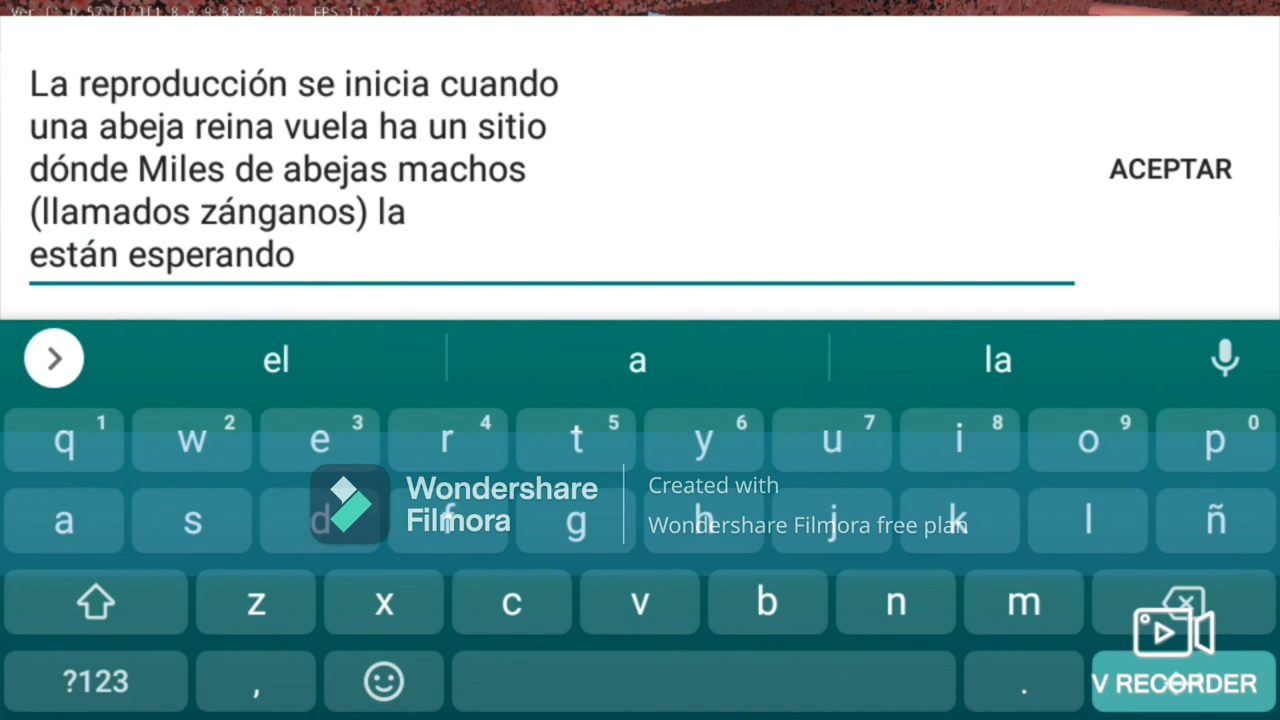 La reproducción se inicia cuando
una abeja reina vuela ha un sitio
dónde Miles de abejas machos
(llamados zánganos) la
están esperando
ACEPTAR
el a la
q 1 w 2 e 3 r 4 t 5 y 6 u 7 i 8 o 9 p 0
a s d f g h j k l ñ
Wondershare
Filmora
Created with
Wondershare Filmora free plan
z x c v b n m
?123 , .
V RECORDER